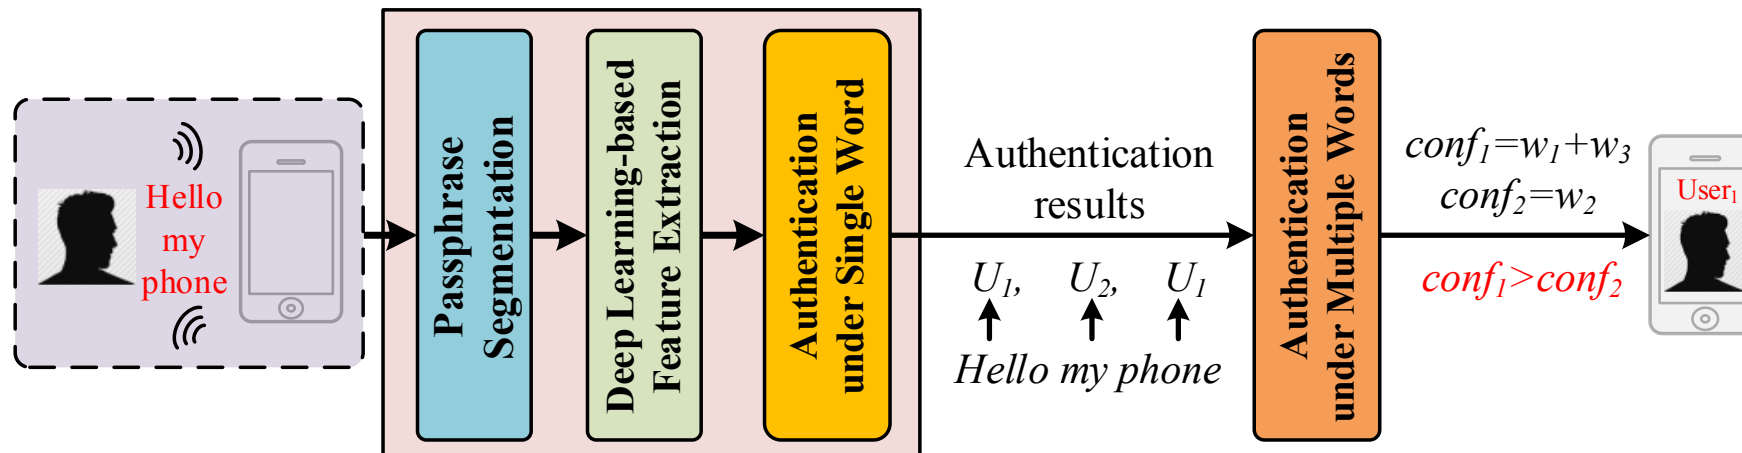 Hello
my
phone
Passphrase
Segmentation
Deep Learning-based
Feature Extraction
Authentication
under Single Word
Authentication
results
U₁, U₂, U₁
Hello my phone
Authentication
under Multiple Words
conf₁=w₁+w₃
conf₂=w₂
conf₁>conf₂
User₁